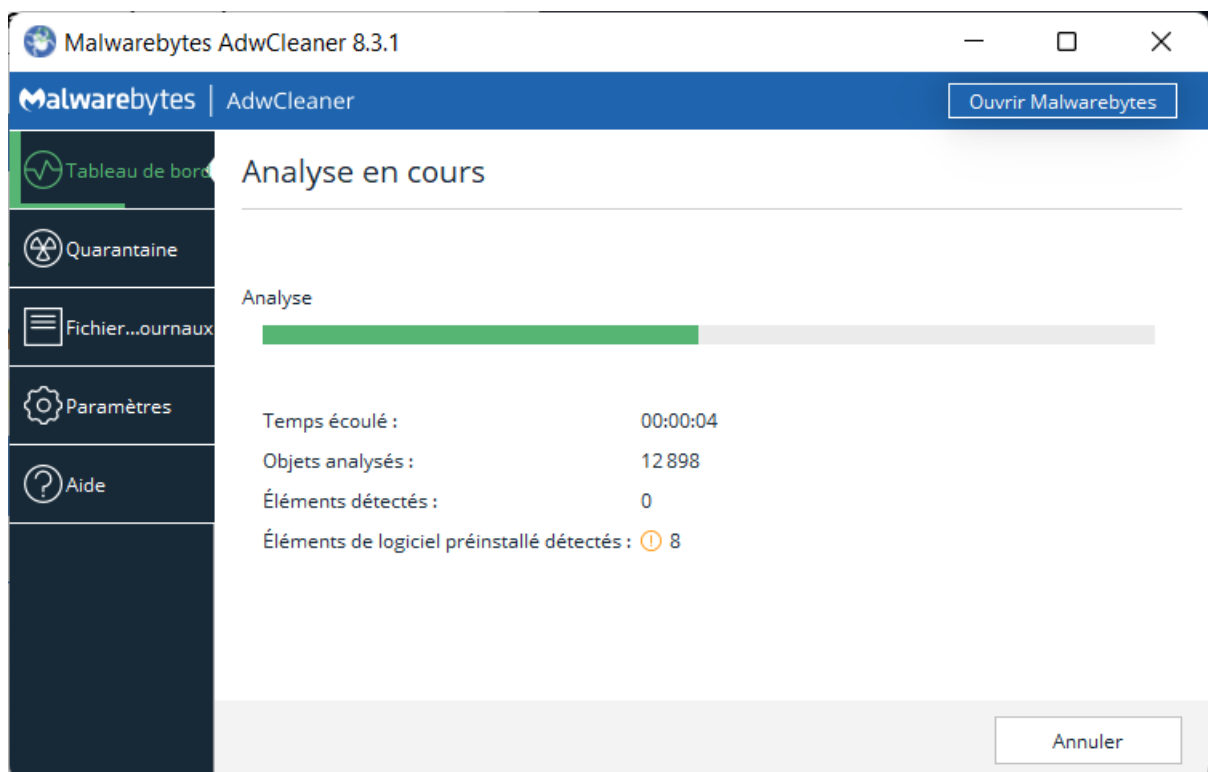 Malwarebytes AdwCleaner 8.3.1
Malwarebytes | AdwCleaner
Ouvrir Malwarebytes
Tableau de bord
Analyse en cours
Quarantaine
Analyse
Fichier...ournaux
Paramètres
Temps écoulé : 00:00:04
Objets analysés : 12 898
Aide
Éléments détectés : 0
Éléments de logiciel préinstallé détectés : 8
Annuler